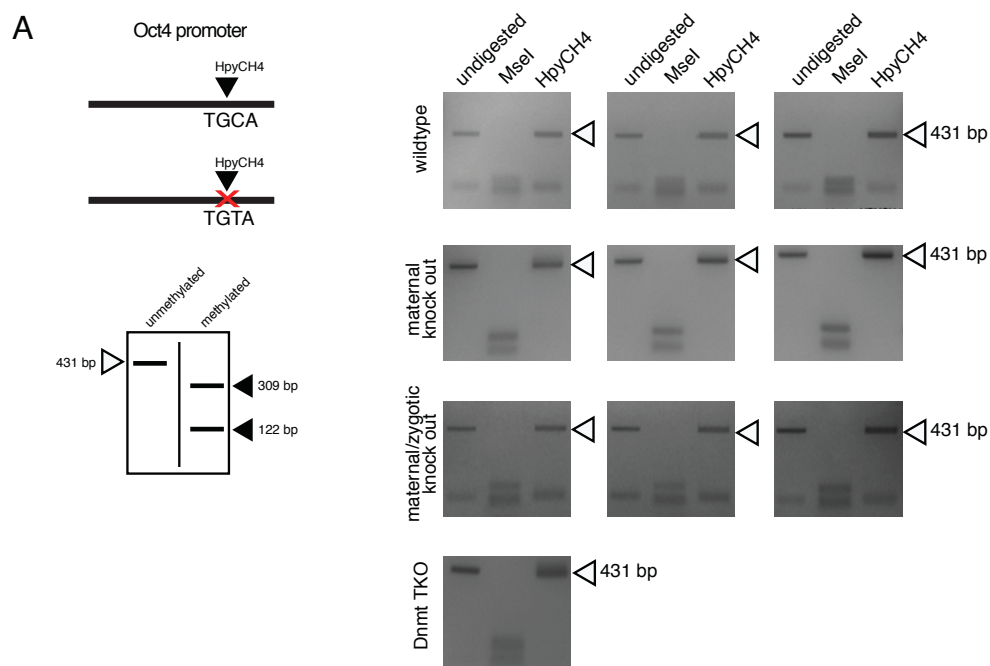 A
Oct4 promoter
HpyCH4
TGCA
HpyCH4
TGTA
unmethylated
methylated
431 bp
309 bp
122 bp
undigested
MseI
HpyCH4
undigested
MseI
HpyCH4
undigested
MseI
HpyCH4
wildtype
431 bp
maternal
knock out
431 bp
maternal/zygotic
knock out
431 bp
Dnmt TKO
431 bp